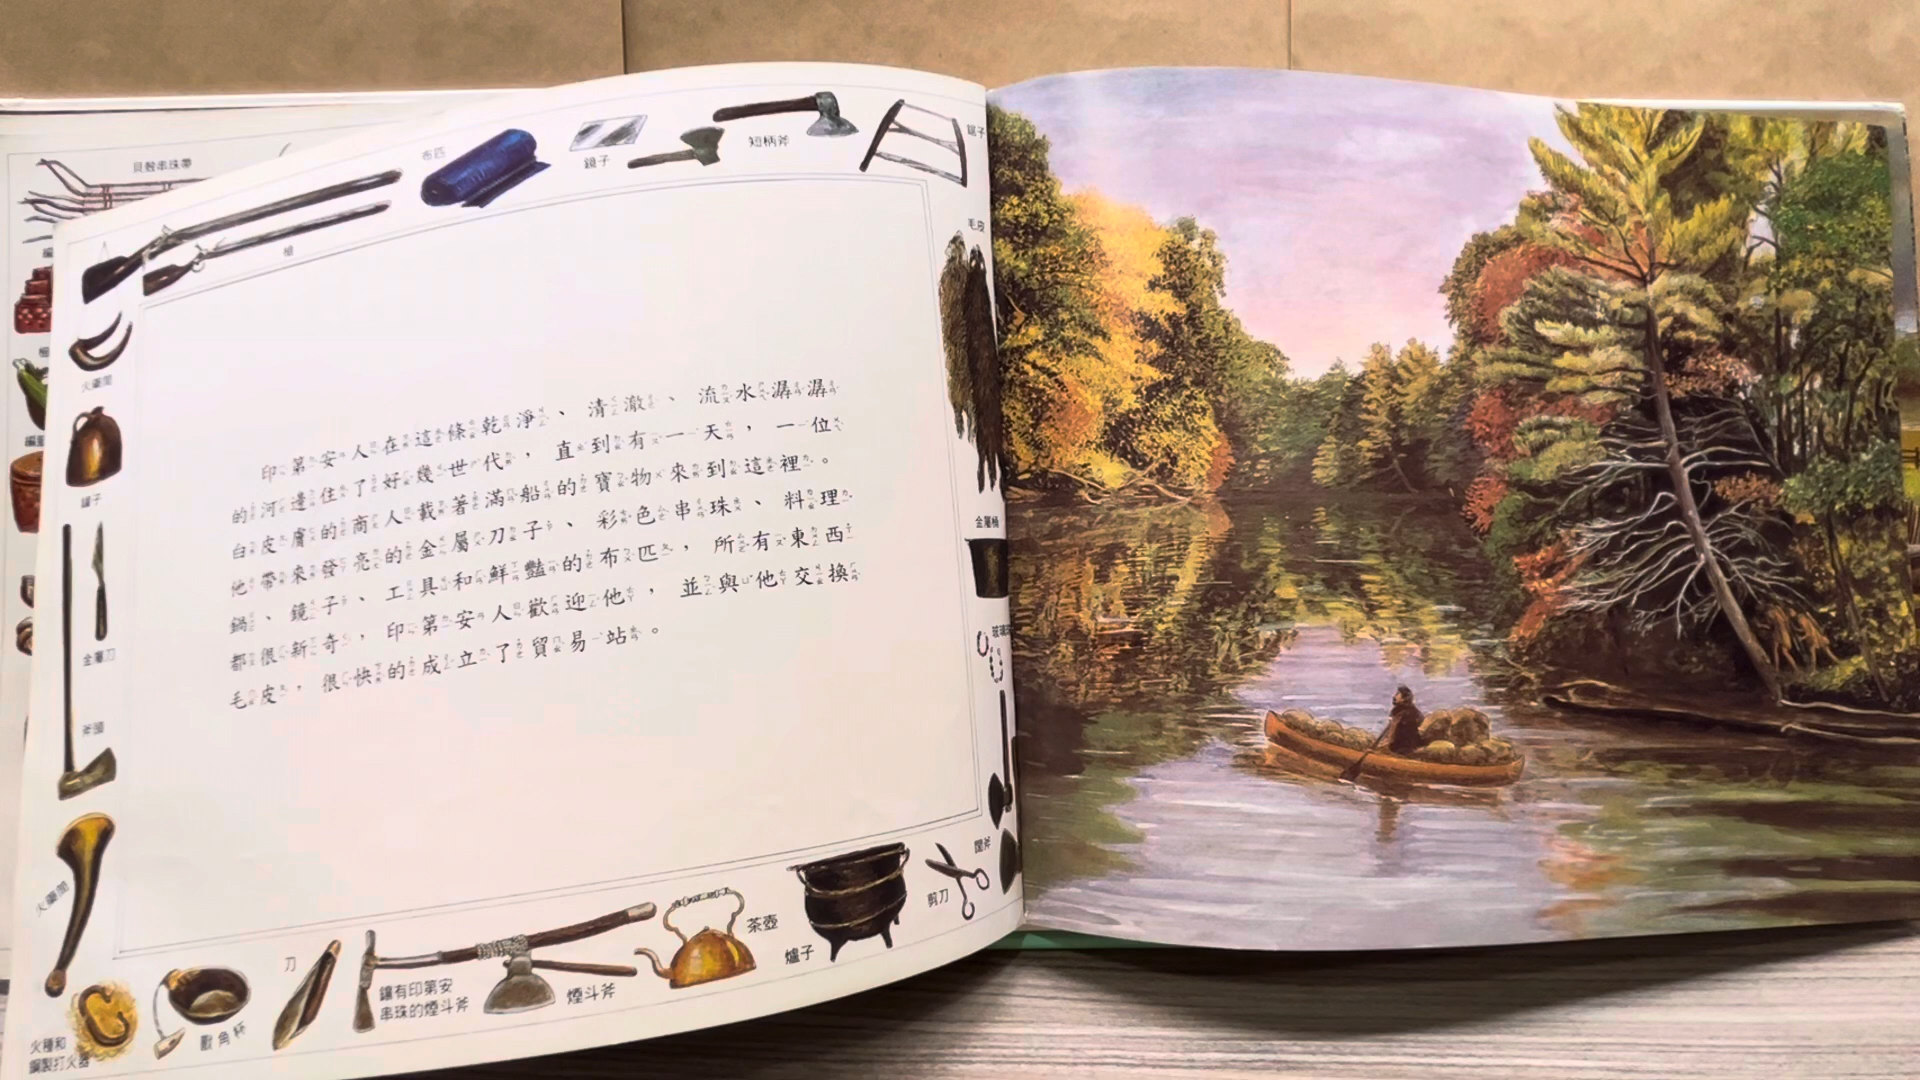 貝殼串珠帶
布匹
鏡子
短柄斧
鋸子
槍
毛皮
火藥筒
罐子
金屬刀
斧頭
火藥筒
印第安人在這條乾淨、清澈、流水潺潺
的河邊住了好幾世代，直到有一天，一位
白皮膚的商人載著滿船的寶物來到這裡。
他帶來發亮的金屬刀子、彩色串珠、料理
鍋、鏡子、工具和鮮豔的布匹，所有東西
都很新奇，印第安人歡迎他，並與他交換
毛皮，很快的成立了貿易站。
金屬桶
闊斧
剪刀
爐子
茶壺
煙斗斧
鑲有印第安
串珠的煙斗斧
刀
獸角杯
火種和
鋼製打火器